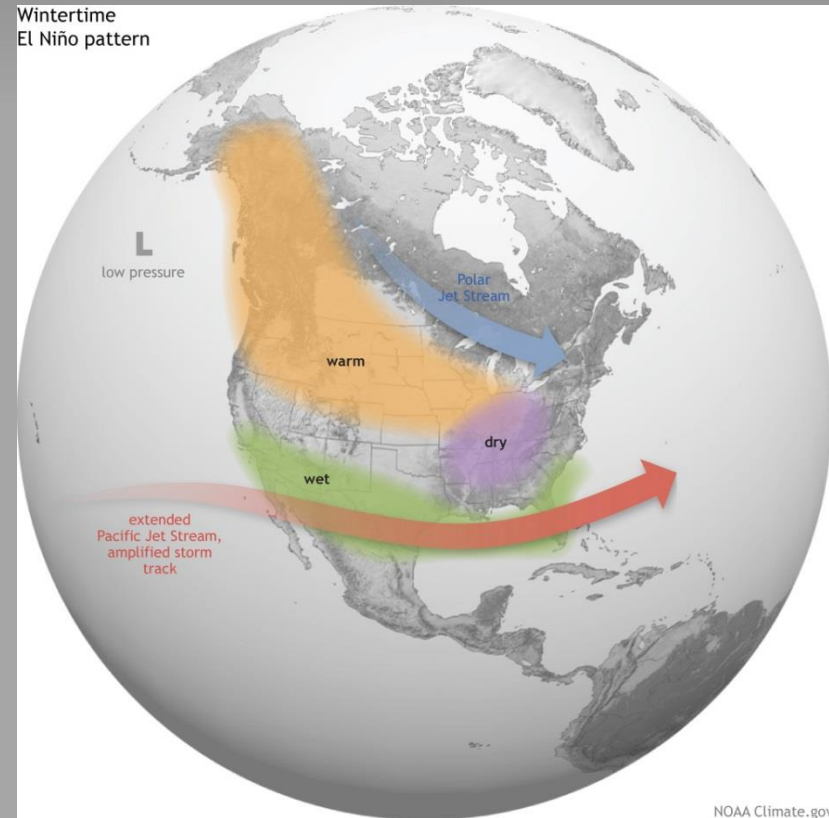 Wintertime
El Niño pattern
L
low pressure
Polar
Jet Stream
warm
dry
wet
extended
Pacific Jet Stream,
amplified storm
track
NOAA Climate.gov